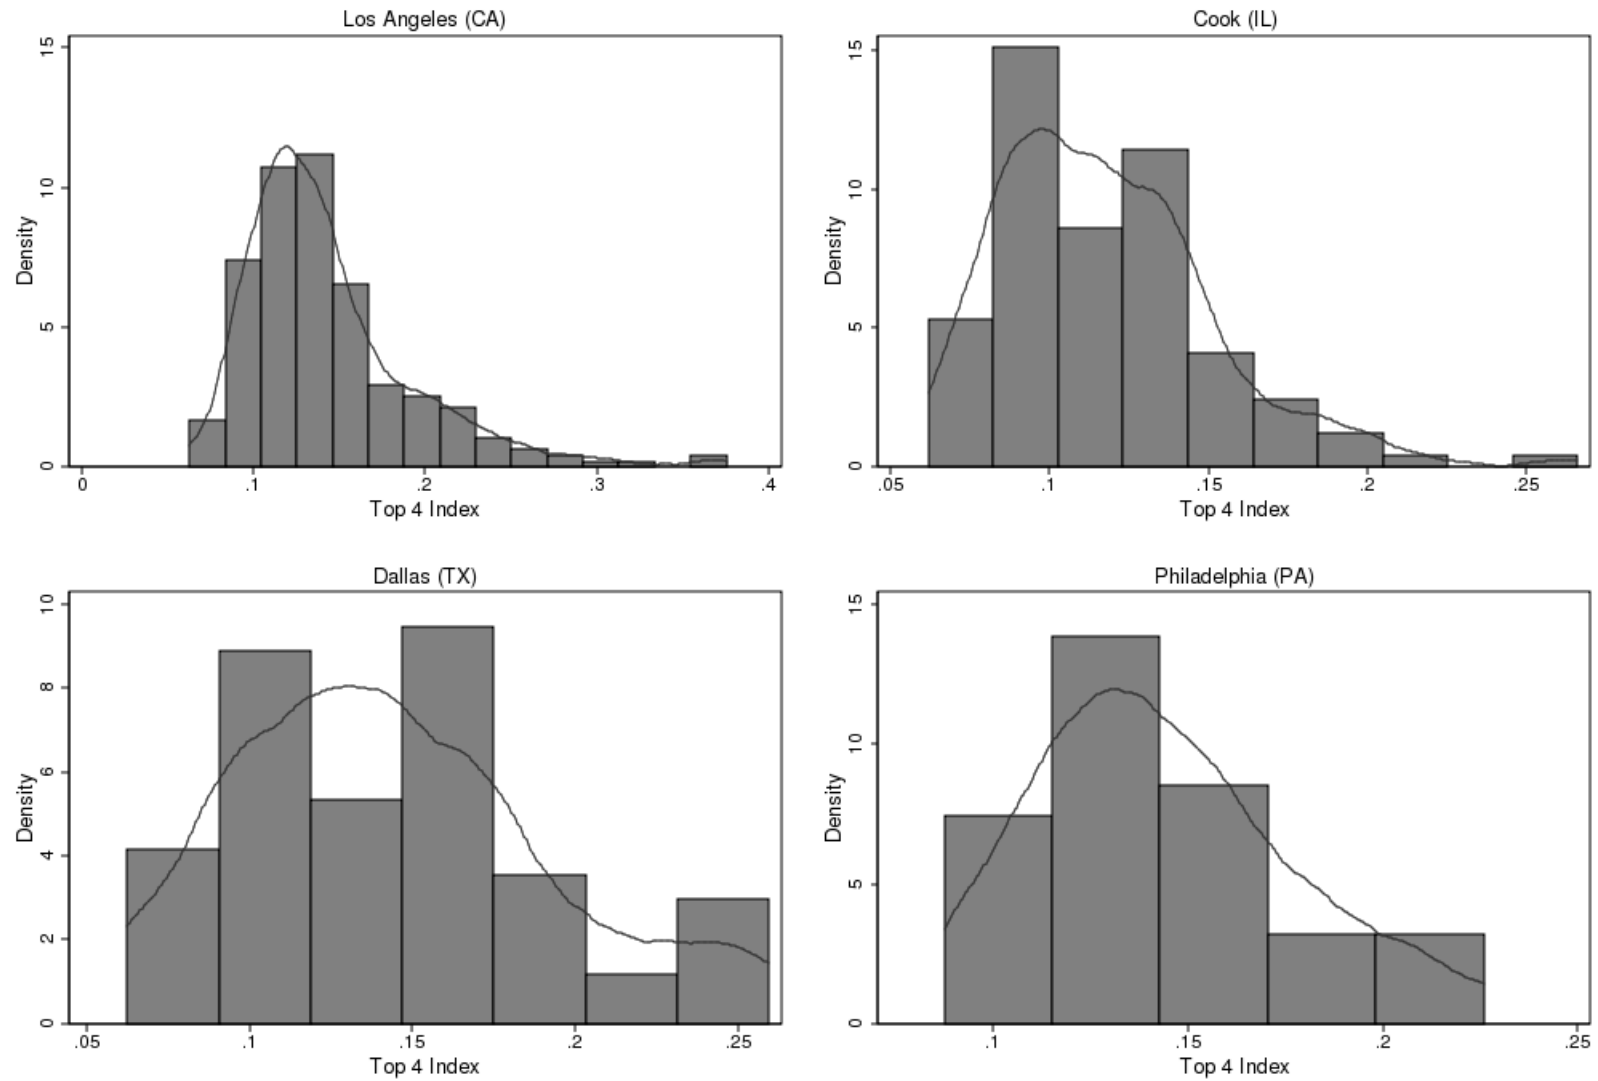 Los Angeles (CA)
Density
15
10
5
0
0 .1 .2 .3 .4
Top 4 Index
Cook (IL)
Density
15
10
5
0
.05 .1 .15 .2 .25
Top 4 Index
Dallas (TX)
Density
10
8
6
4
2
0
.05 .1 .15 .2 .25
Top 4 Index
Philadelphia (PA)
Density
15
10
5
0
.1 .15 .2 .25
Top 4 Index